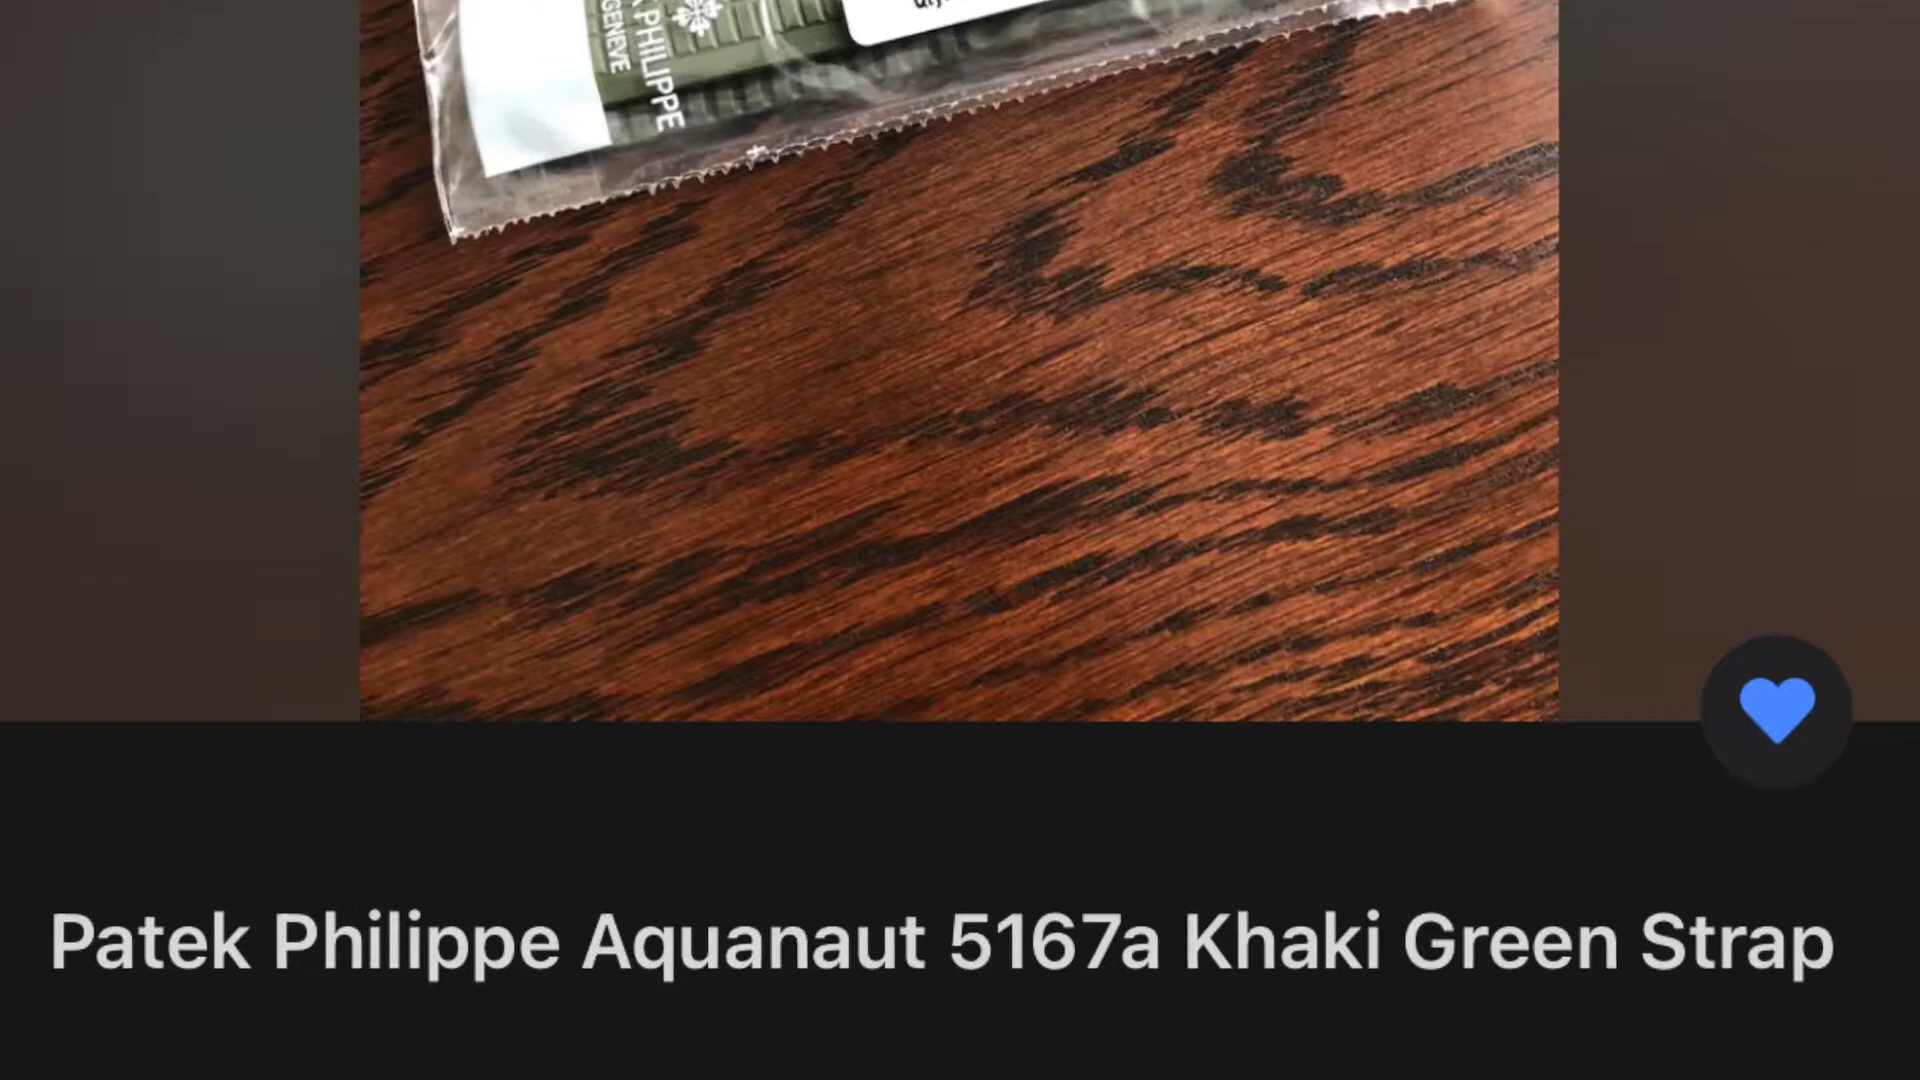 GENEVE
PHILIPPE
Patek Philippe Aquanaut 5167a Khaki Green Strap